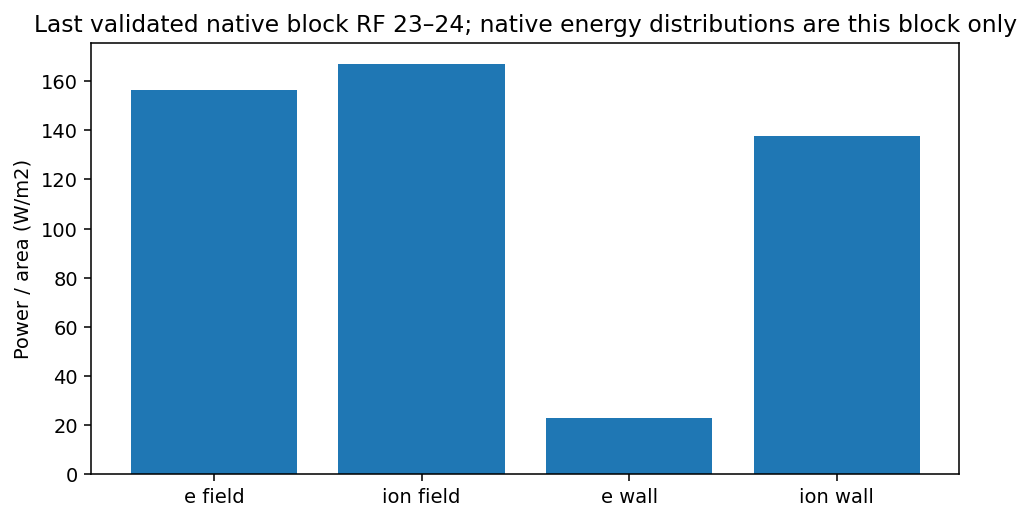 Last validated native block RF 23–24; native energy distributions are this block only
Power / area (W/m2)
160
140
120
100
80
60
40
20
0
e field
ion field
e wall
ion wall